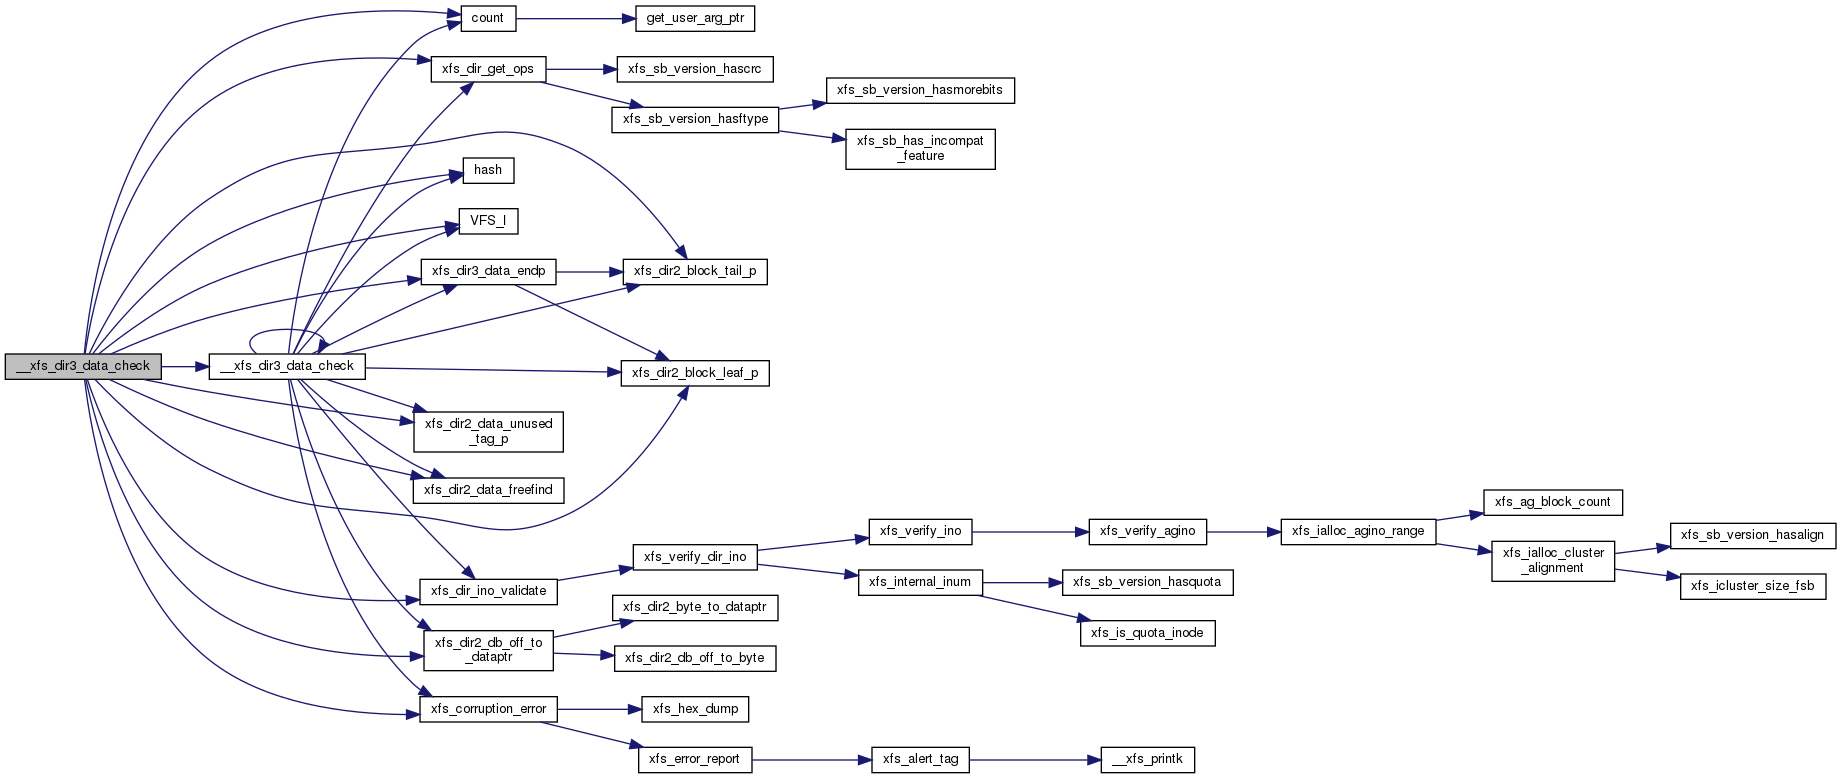 count
get_user_arg_ptr
xfs_dir_get_ops
xfs_sb_version_hascrc
xfs_sb_version_hasmorebits
xfs_sb_version_hasftype
xfs_sb_has_incompat
_feature
hash
VFS_I
xfs_dir3_data_endp
xfs_dir2_block_tail_p
__xfs_dir3_data_check
__xfs_dir3_data_check
xfs_dir2_block_leaf_p
xfs_dir2_data_unused
_tag_p
xfs_dir2_data_freefind
xfs_ag_block_count
xfs_verify_ino
xfs_verify_agino
xfs_ialloc_agino_range
xfs_sb_version_hasalign
xfs_ialloc_cluster
_alignment
xfs_verify_dir_ino
xfs_internal_inum
xfs_sb_version_hasquota
xfs_icluster_size_fsb
xfs_dir_ino_validate
xfs_dir2_byte_to_dataptr
xfs_is_quota_inode
xfs_dir2_db_off_to
_dataptr
xfs_dir2_db_off_to_byte
xfs_corruption_error
xfs_hex_dump
xfs_error_report
xfs_alert_tag
__xfs_printk